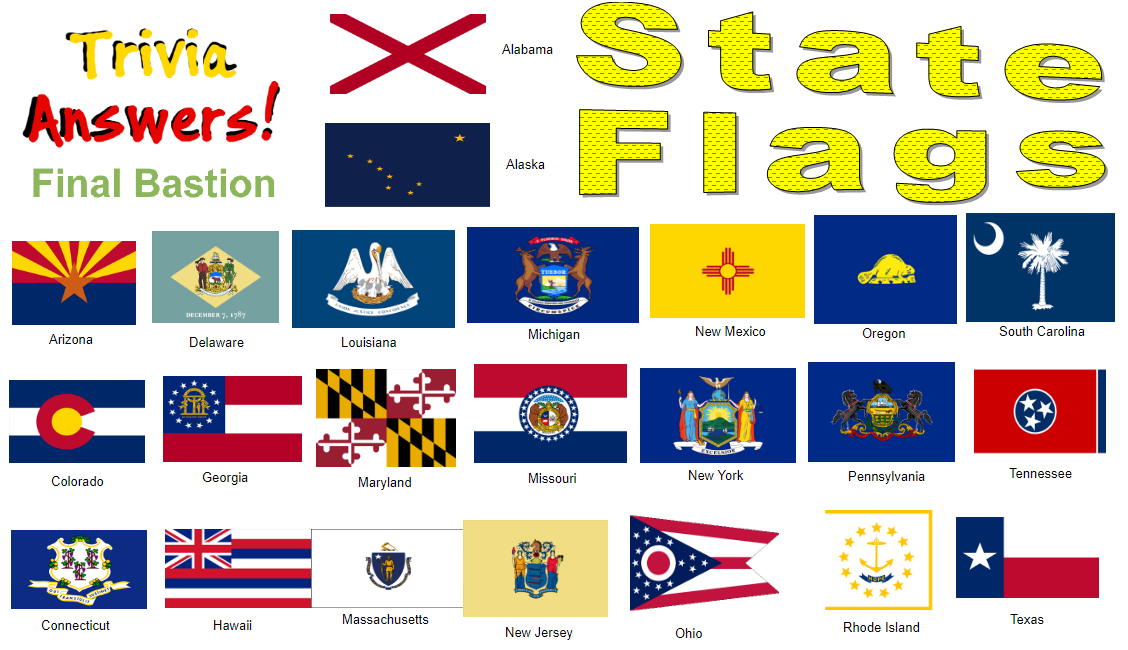 Trivia
Answers!
Final Bastion
State
Flags
Alabama
Alaska
DECEMBER 7, 1787
TUEBOR
Arizona
Delaware
Louisiana
Michigan
New Mexico
Oregon
South Carolina
EXCELSIOR
Colorado
Georgia
Maryland
Missouri
New York
Pennsylvania
Tennessee
HOPE
Connecticut
Hawaii
Massachusetts
New Jersey
Ohio
Rhode Island
Texas